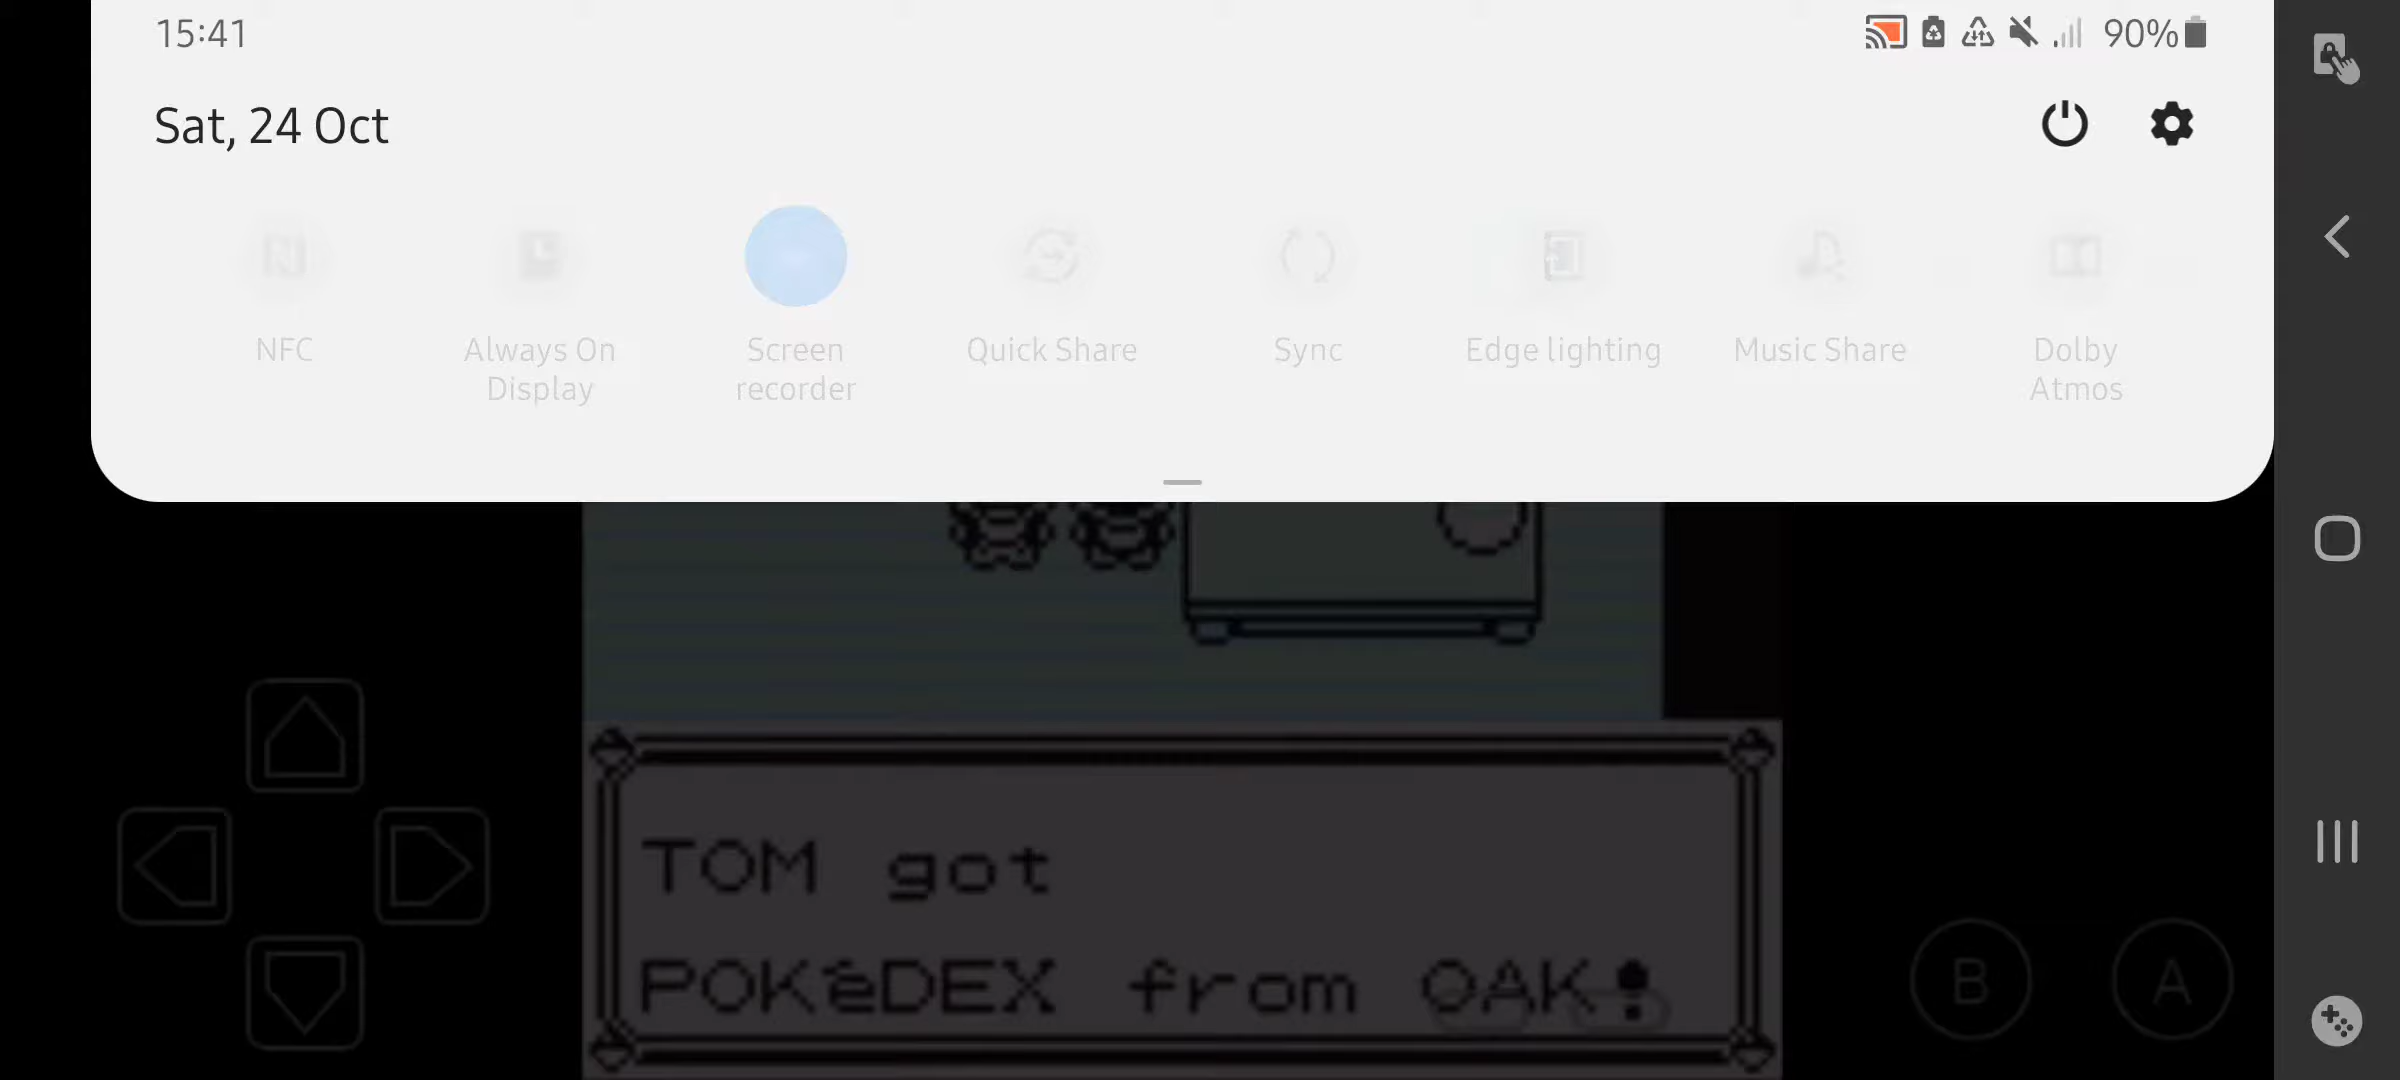 15:41
90%
Sat, 24 Oct
NFC
Always On
Display
Screen
recorder
Quick Share
Sync
Edge lighting
Music Share
Dolby
Atmos
TOM got
POKéDEX from OAK!
B
A